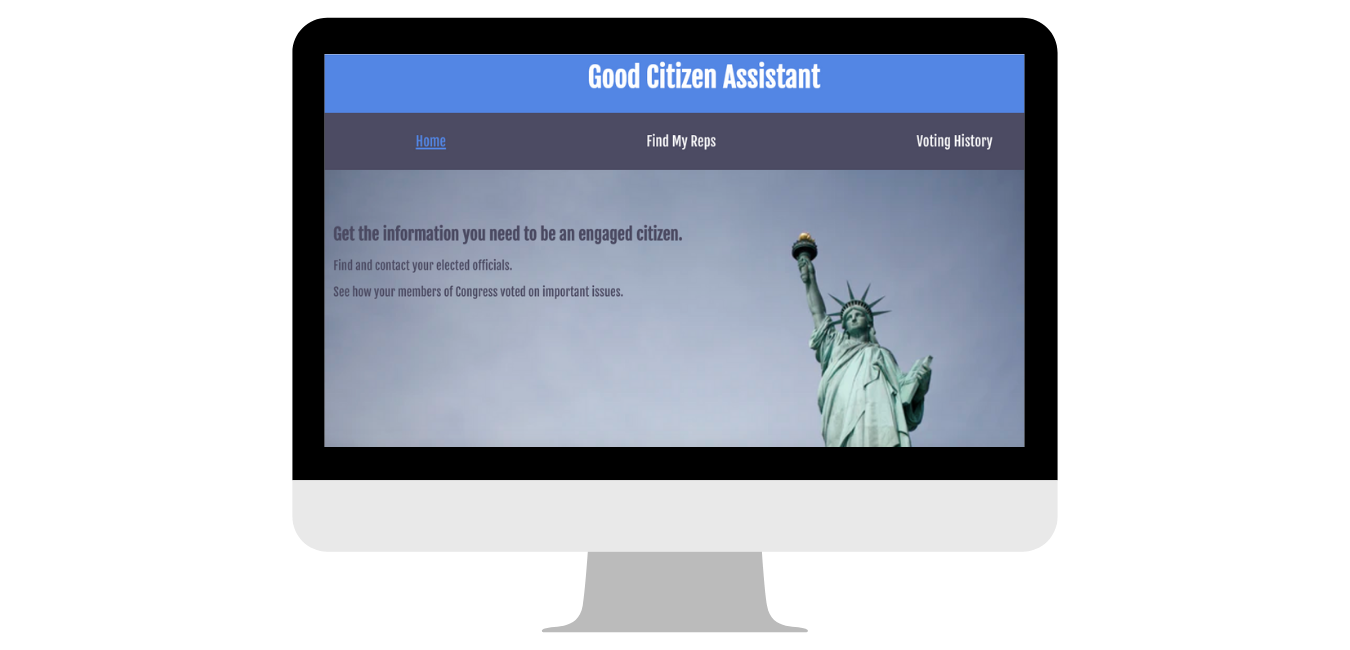 Good Citizen Assistant
Home Find My Reps Voting History
Get the information you need to be an engaged citizen.
Find and contact your elected officials.
See how your members of Congress voted on important issues.